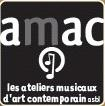 amac
les ateliers musicaux
d'art contemporain asbl